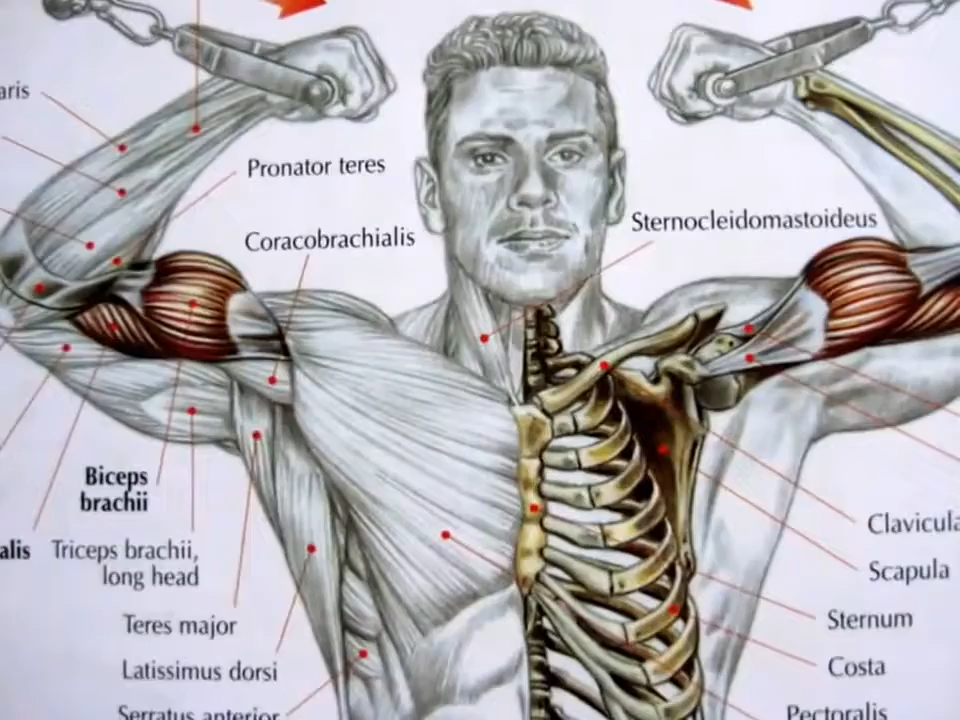 aris
Pronator teres
Coracobrachialis
Sternocleidomastoideus
Biceps
brachii
alis
Triceps brachii,
long head
Teres major
Latissimus dorsi
Serratus anterior
Clavicula
Scapula
Sternum
Costa
Pectoralis